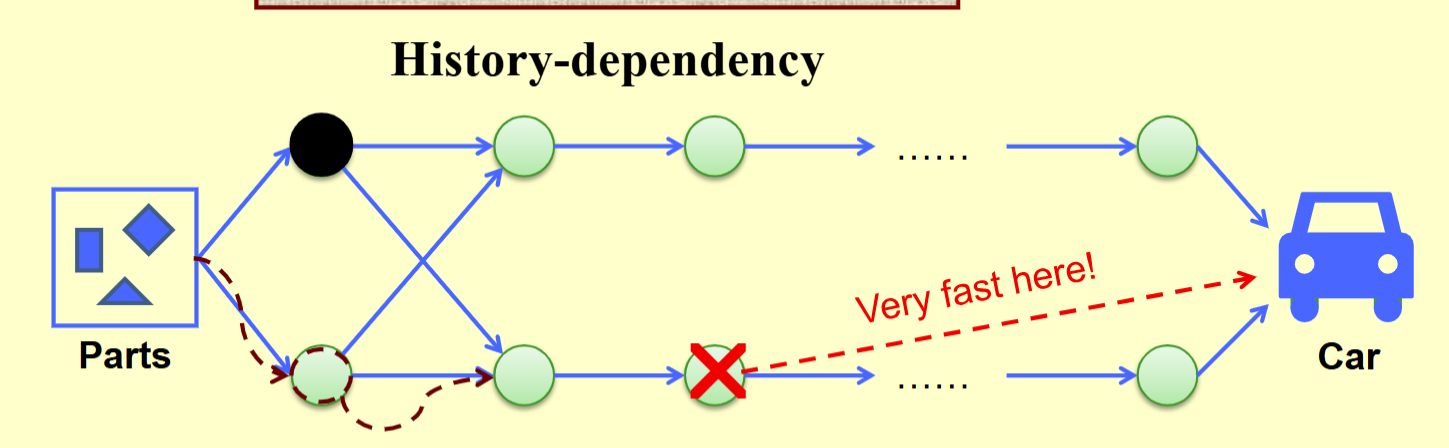 History-dependency
......
Very fast here!
Parts
Car
......